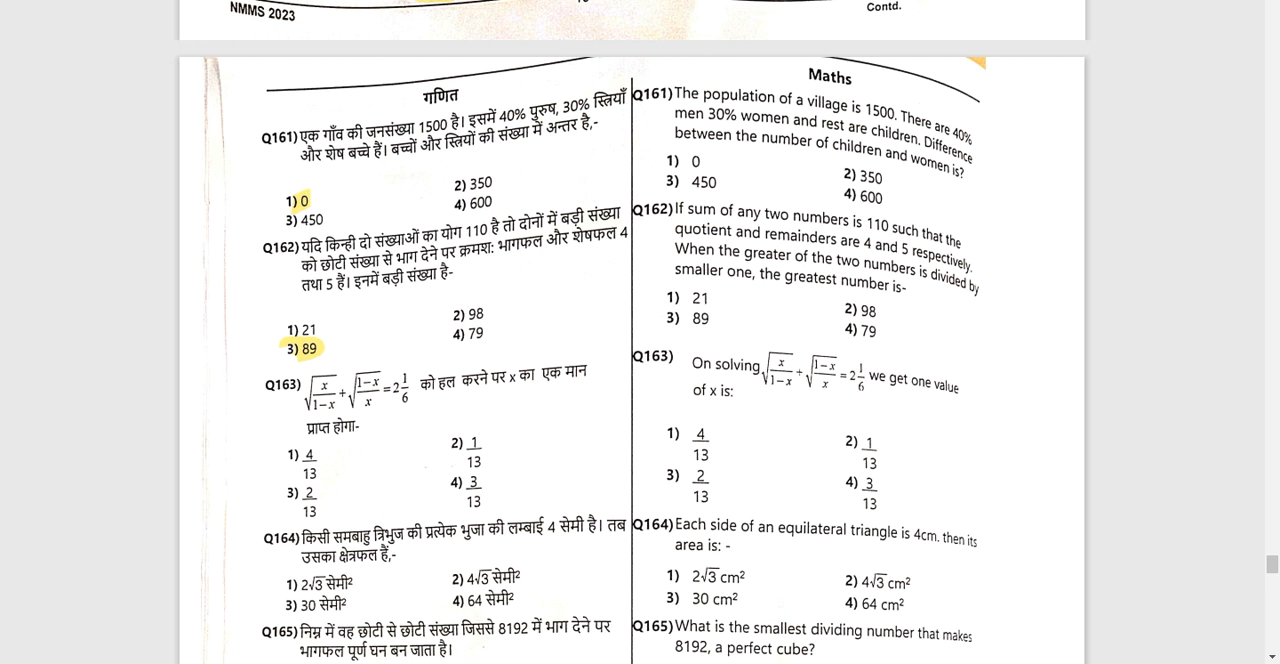 NMMS 2023
Contd.
गणित
Q161) एक गाँव की जनसंख्या 1500 है। इसमें 40% पुरुष, 30% स्त्रियाँ
और शेष बच्चे हैं। बच्चों और स्त्रियों की संख्या में अन्तर है,-
1) 0
2) 350
3) 450
4) 600
Q162) यदि किन्ही दो संख्याओं का योग 110 है तो दोनों में बड़ी संख्या
को छोटी संख्या से भाग देने पर क्रमश: भागफल और शेषफल 4
तथा 5 हैं। इनमें बड़ी संख्या है-
1) 21
2) 98
3) 89
4) 79
Q163) √(x/(1-x)) + √((1-x)/x) = 2 1/6 को हल करने पर x का एक मान
प्राप्त होगा-
1) 4/13
2) 1/13
3) 2/13
4) 3/13
Q164) किसी समबाहु त्रिभुज की प्रत्येक भुजा की लम्बाई 4 सेमी है। तब
उसका क्षेत्रफल हैं,-
1) 2√3 सेमी²
2) 4√3 सेमी²
3) 30 सेमी²
4) 64 सेमी²
Q165) निम्न में वह छोटी से छोटी संख्या जिससे 8192 में भाग देने पर
भागफल पूर्ण घन बन जाता है।
Maths
Q161) The population of a village is 1500. There are 40%
men 30% women and rest are children. Difference
between the number of children and women is?
1) 0
2) 350
3) 450
4) 600
Q162) If sum of any two numbers is 110 such that the
quotient and remainders are 4 and 5 respectively.
When the greater of the two numbers is divided by
smaller one, the greatest number is-
1) 21
2) 98
3) 89
4) 79
Q163) On solving √(x/(1-x)) + √((1-x)/x) = 2 1/6 we get one value
of x is:
1) 4/13
2) 1/13
3) 2/13
4) 3/13
Q164) Each side of an equilateral triangle is 4cm. then its
area is: -
1) 2√3 cm²
2) 4√3 cm²
3) 30 cm²
4) 64 cm²
Q165) What is the smallest dividing number that makes
8192, a perfect cube?